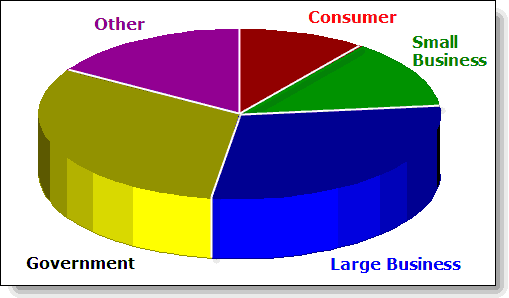 Other
Consumer
Small
Business
Government
Large Business